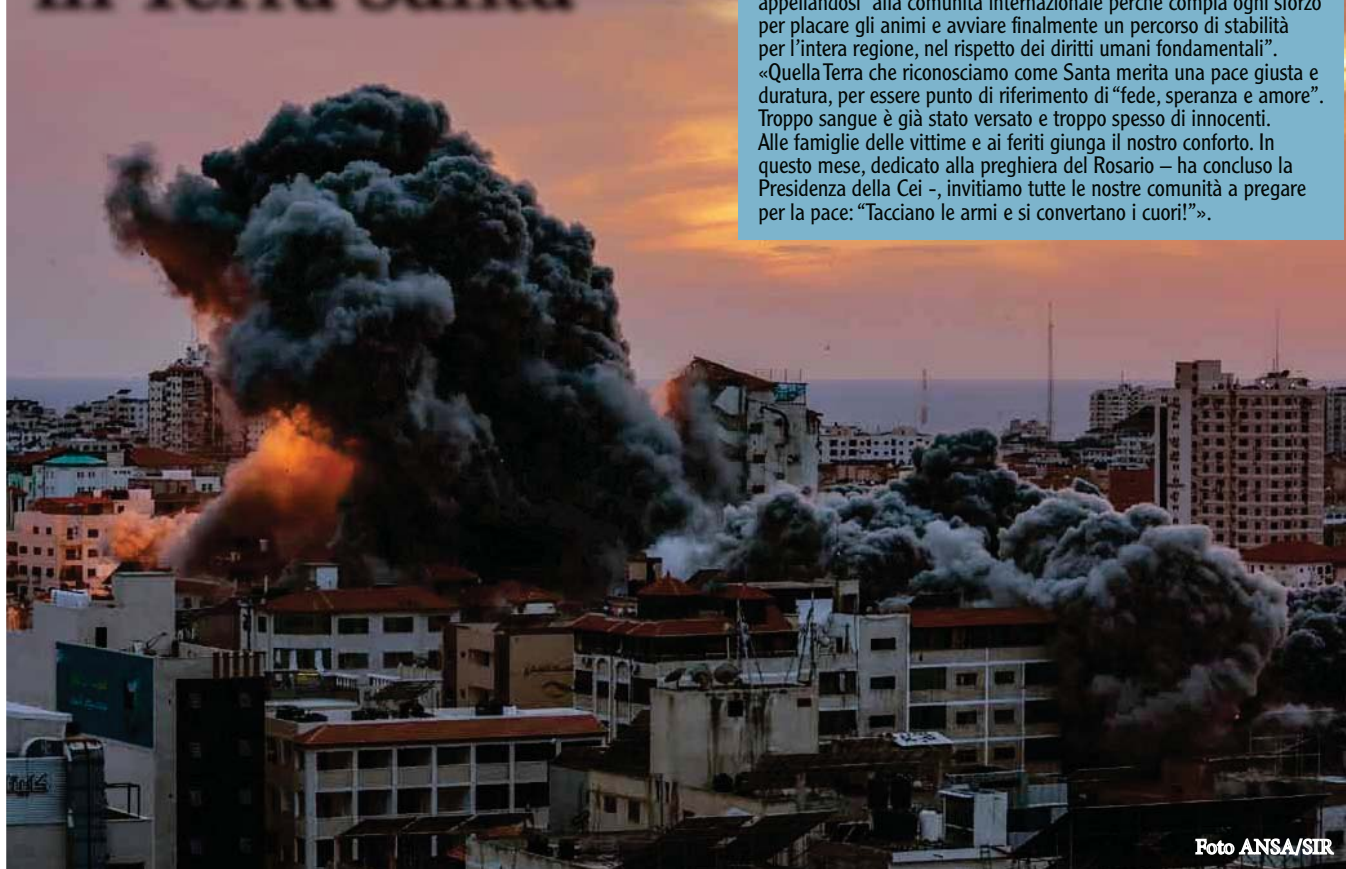 in Terra Santa
appellandosi "alla comunità internazionale perché compia ogni sforzo
per placare gli animi e avviare finalmente un percorso di stabilità
per l'intera regione, nel rispetto dei diritti umani fondamentali".
«Quella Terra che riconosciamo come Santa merita una pace giusta e
duratura, per essere punto di riferimento di "fede, speranza e amore".
Troppo sangue è già stato versato e troppo spesso di innocenti.
Alle famiglie delle vittime e ai feriti giunga il nostro conforto. In
questo mese, dedicato alla preghiera del Rosario – ha concluso la
Presidenza della Cei -, invitiamo tutte le nostre comunità a pregare
per la pace: "Tacciano le armi e si convertano i cuori!"».
Foto ANSA/SIR